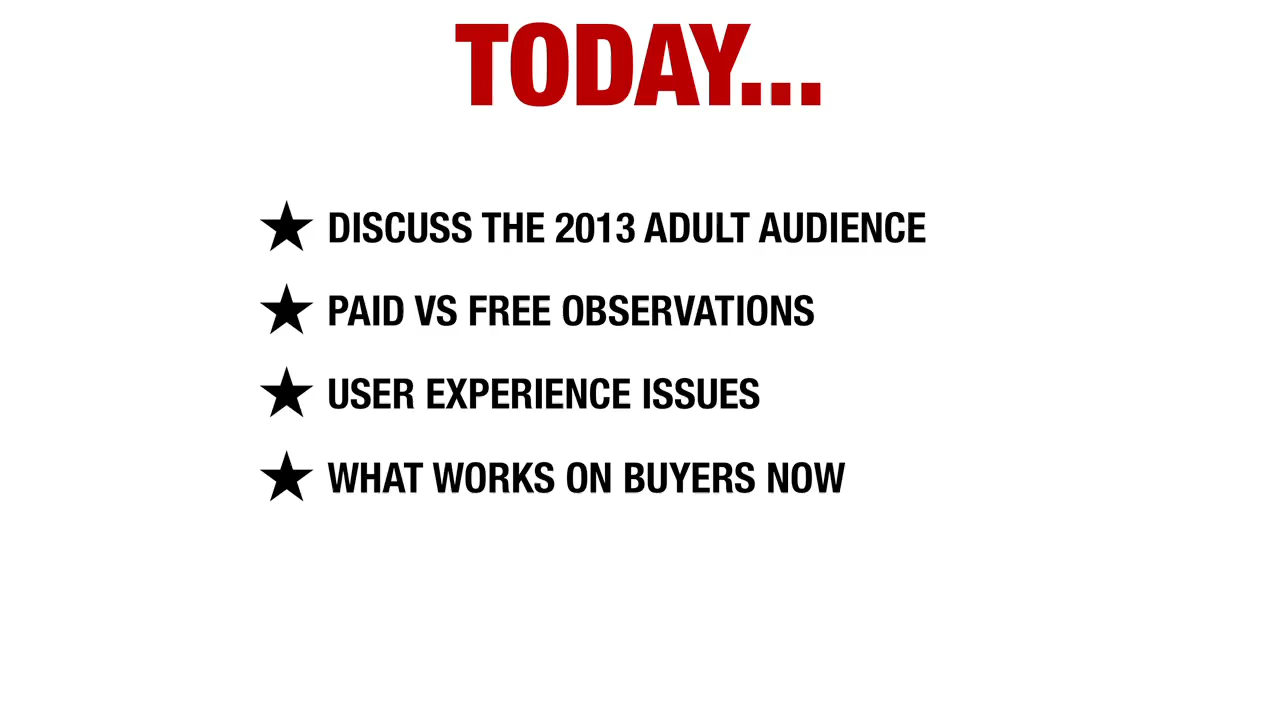 TODAY...
★ DISCUSS THE 2013 ADULT AUDIENCE
★ PAID VS FREE OBSERVATIONS
★ USER EXPERIENCE ISSUES
★ WHAT WORKS ON BUYERS NOW